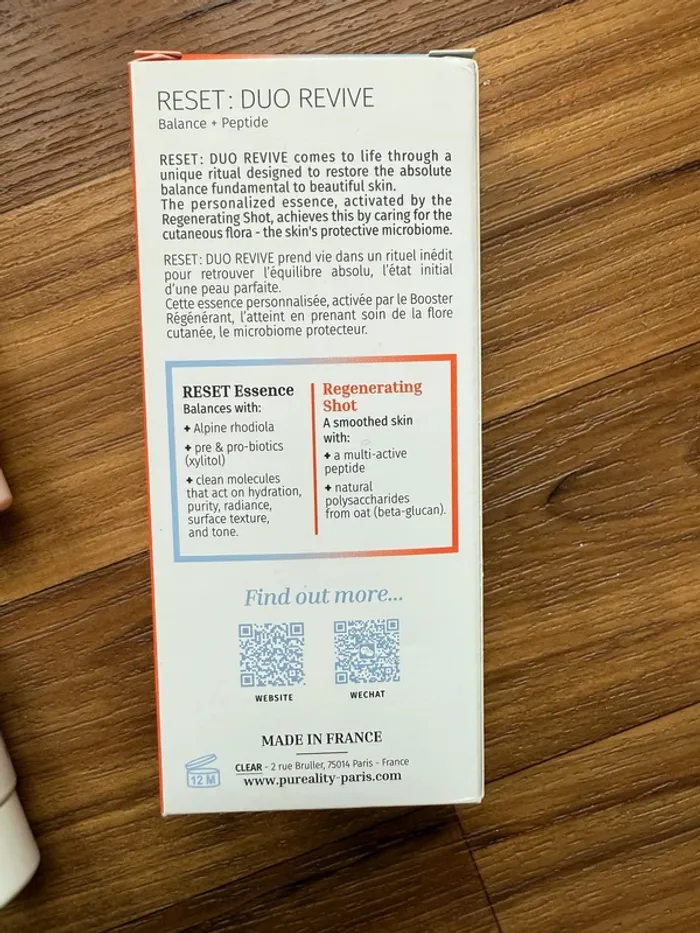 RESET: DUO REVIVE
Balance + Peptide
RESET: DUO REVIVE comes to life through a
unique ritual designed to restore the absolute
balance fundamental to beautiful skin.
The personalized essence, activated by the
Regenerating Shot, achieves this by caring for the
cutaneous flora - the skin's protective microbiome.
RESET: DUO REVIVE prend vie dans un rituel inédit
pour retrouver l'équilibre absolu, l'état initial
d'une peau parfaite.
Cette essence personnalisée, activée par le Booster
Régénérant, l'atteint en prenant soin de la flore
cutanée, le microbiome protecteur.
RESET Essence
Balances with:
+ Alpine rhodiola
+ pre & pro-biotics
(xylitol)
+ clean molecules
that act on hydration,
purity, radiance,
surface texture,
and tone.
Regenerating
Shot
A smoothed skin
with:
+ a multi-active
peptide
+ natural
polysaccharides
from oat (beta-glucan).
Find out more...
WEBSITE
WECHAT
MADE IN FRANCE
12 M
CLEAR - 2 rue Bruller, 75014 Paris - France
www.pureality-paris.com